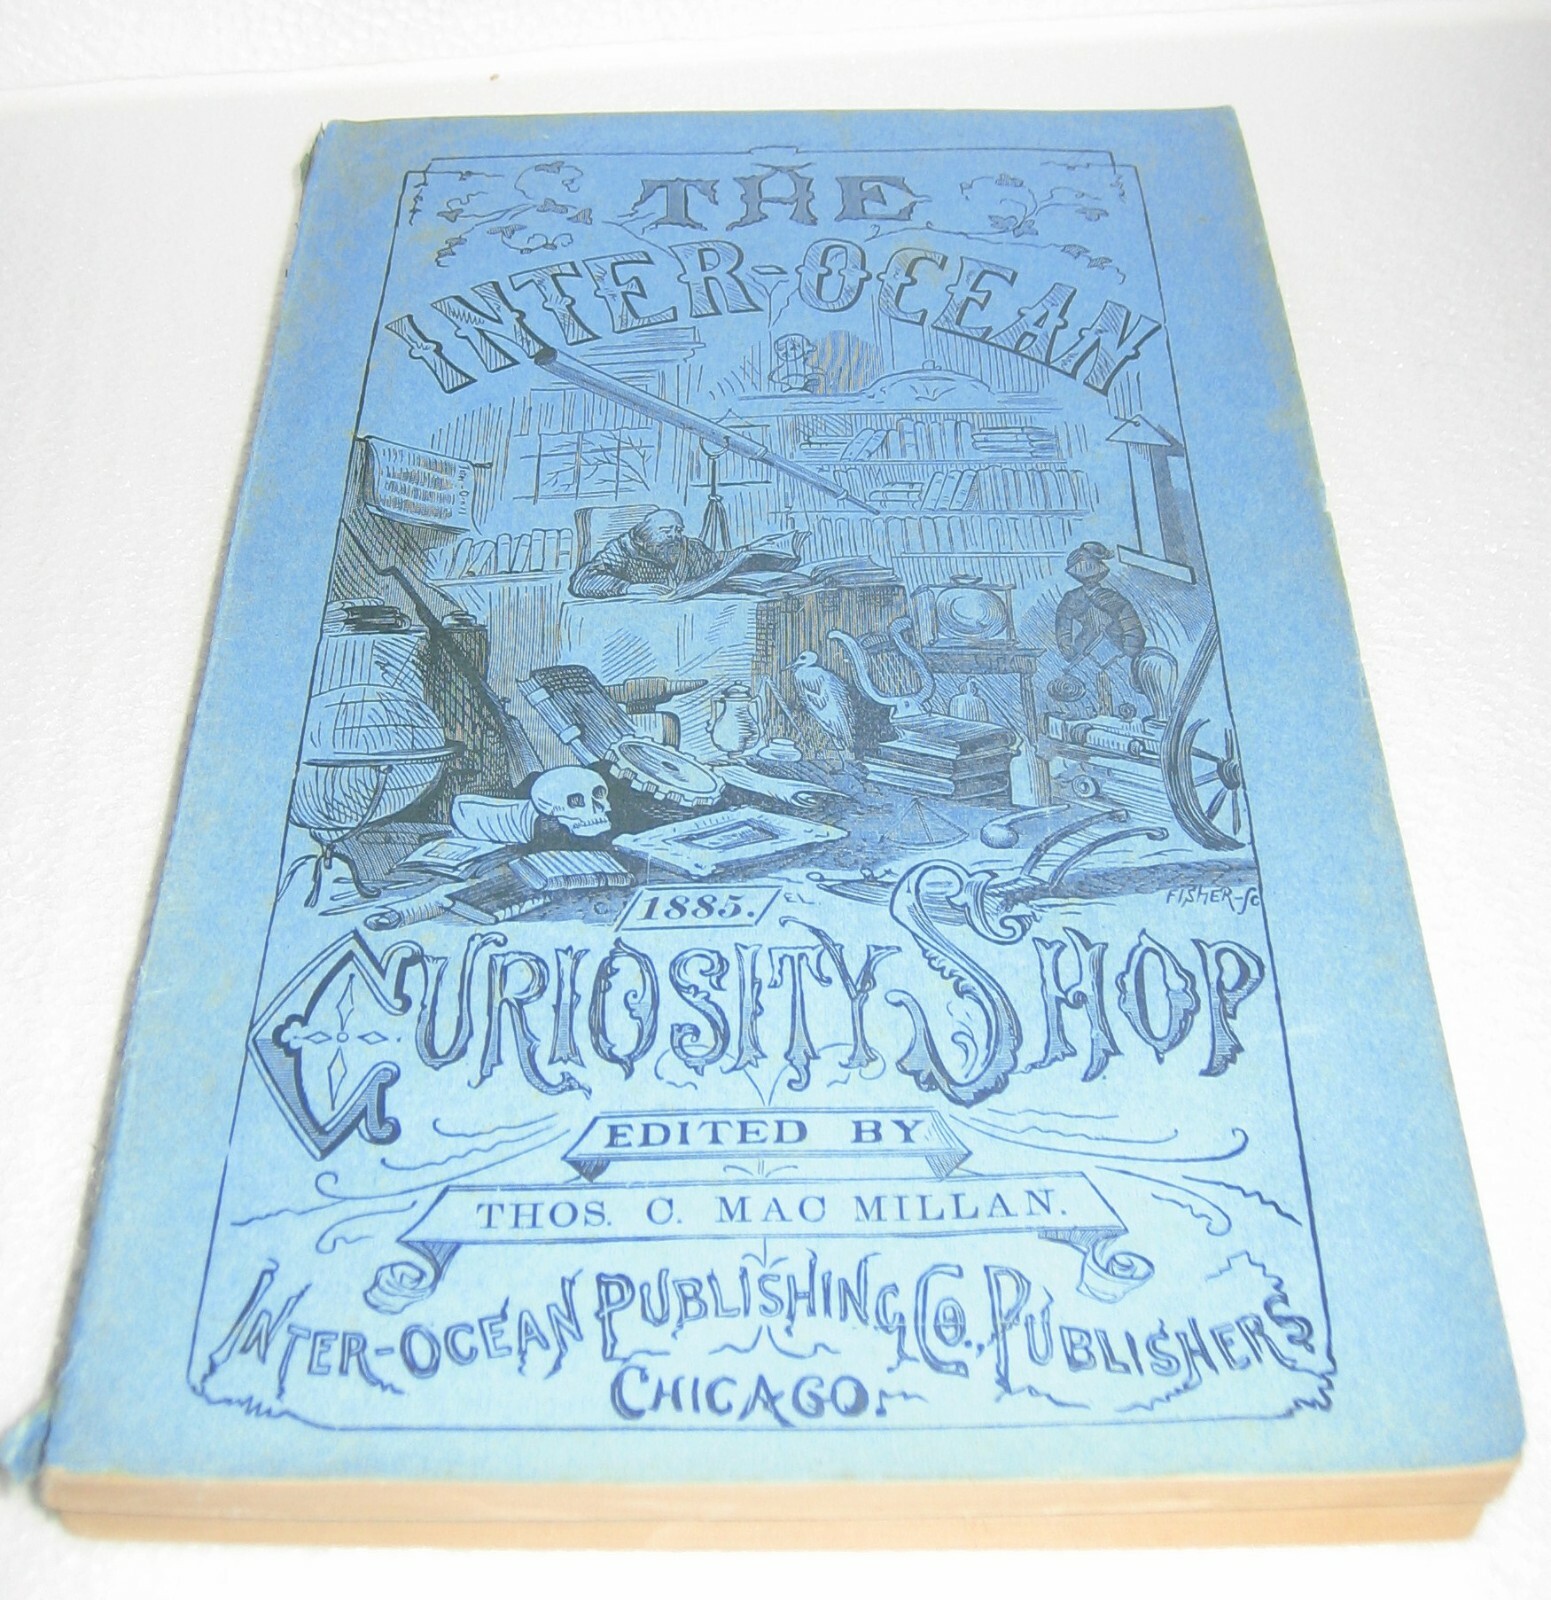 THE
INTER-OCEAN
FISHER-SC
1885.
CURIOSITY SHOP
EDITED BY
THOS. C. MAC MILLAN.
INTER-OCEAN PUBLISHING CO., PUBLISHERS
CHICAGO.